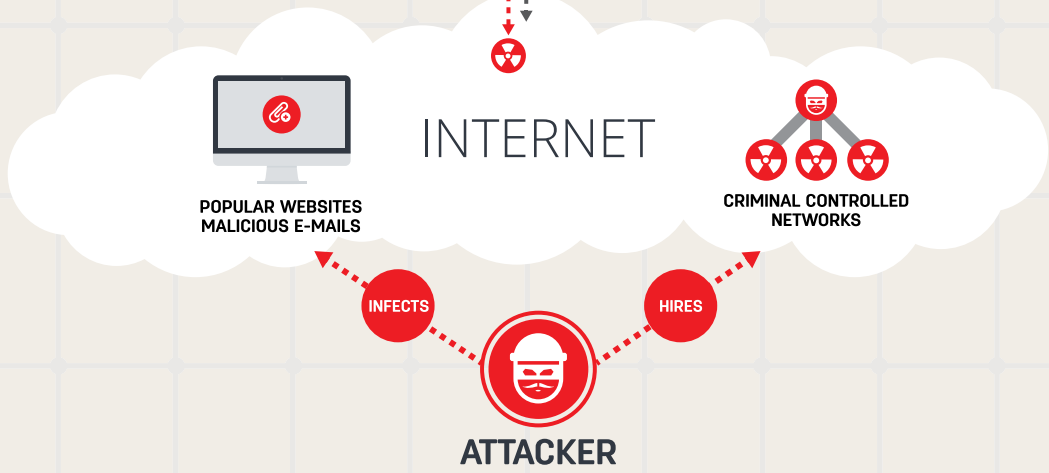 INTERNET
POPULAR WEBSITES
MALICIOUS E-MAILS
CRIMINAL CONTROLLED
NETWORKS
INFECTS
HIRES
ATTACKER